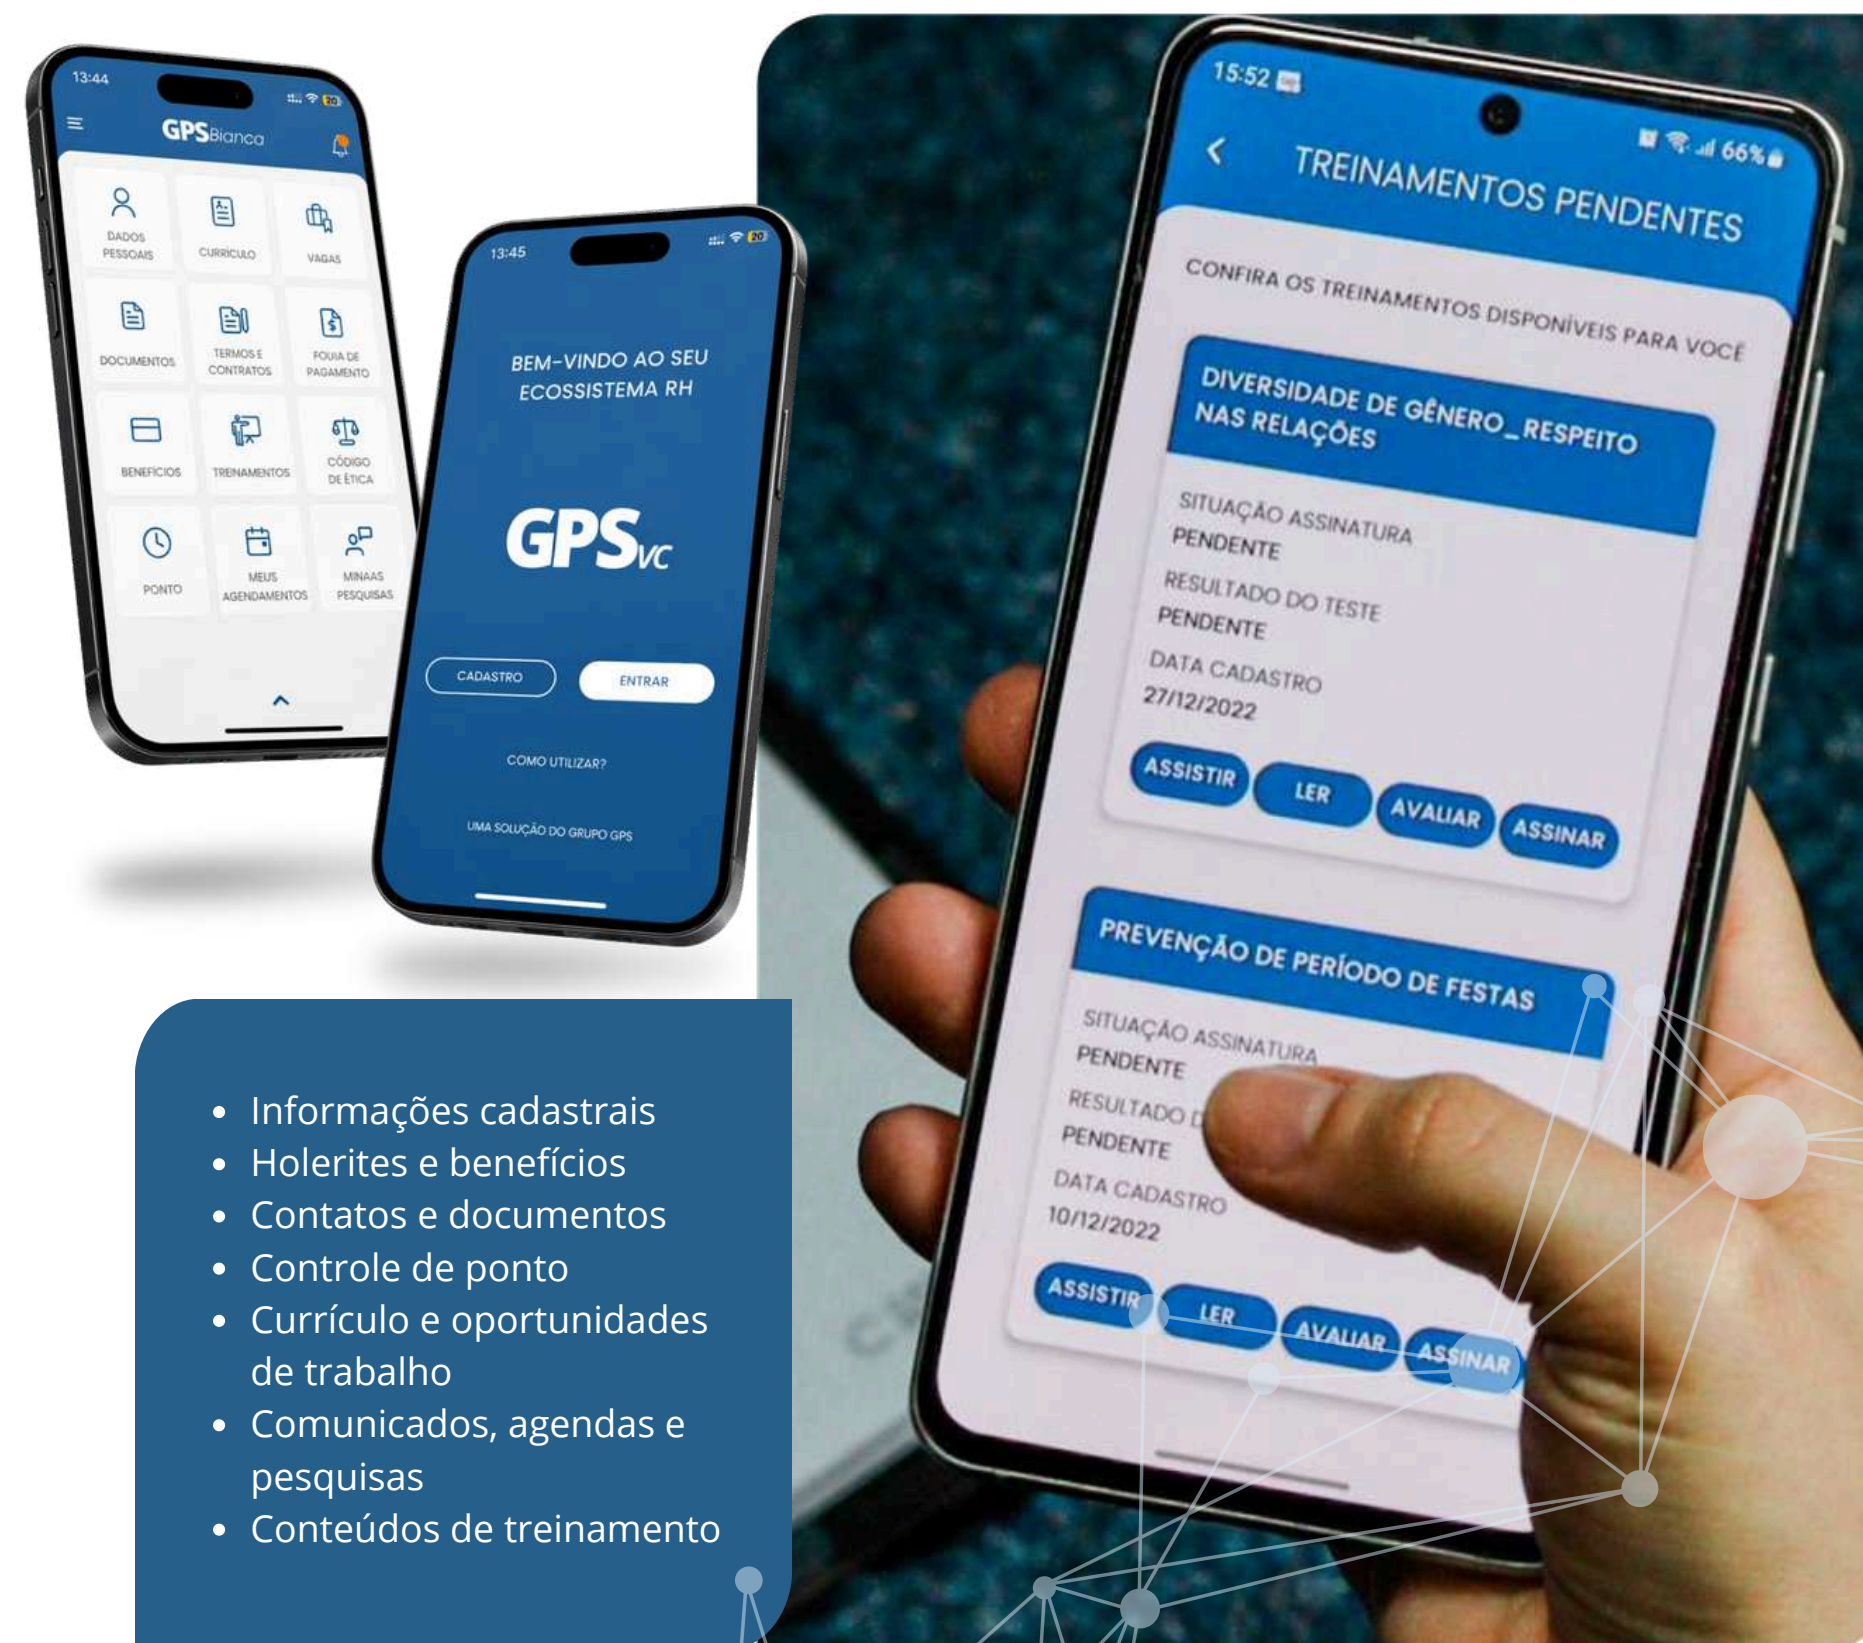 13:44
20
GPSBianca
DADOS
PESSOAIS
CURRÍCULO
VAGAS
DOCUMENTOS
TERMOS E
CONTRATOS
FOLHA DE
PAGAMENTO
BENEFÍCIOS
TREINAMENTOS
CÓDIGO
DE ÉTICA
PONTO
MEUS
AGENDAMENTOS
MINAAS
PESQUISAS
13:45
20
BEM-VINDO AO SEU
ECOSSISTEMA RH
GPSVC
CADASTRO
ENTRAR
COMO UTILIZAR?
UMA SOLUÇÃO DO GRUPO GPS
15:52
66%
TREINAMENTOS PENDENTES
CONFIRA OS TREINAMENTOS DISPONÍVEIS PARA VOCÊ
DIVERSIDADE DE GÊNERO_RESPEITO
NAS RELAÇÕES
SITUAÇÃO ASSINATURA
PENDENTE
RESULTADO DO TESTE
PENDENTE
DATA CADASTRO
27/12/2022
ASSISTIR LER AVALIAR ASSINAR
PREVENÇÃO DE PERÍODO DE FESTAS
SITUAÇÃO ASSINATURA
PENDENTE
RESULTADO
PENDENTE
DATA CADASTRO
10/12/2022
ASSISTIR LER AVALIAR ASSINAR
• Informações cadastrais
• Holerites e benefícios
• Contatos e documentos
• Controle de ponto
• Currículo e oportunidades
de trabalho
• Comunicados, agendas e
pesquisas
• Conteúdos de treinamento